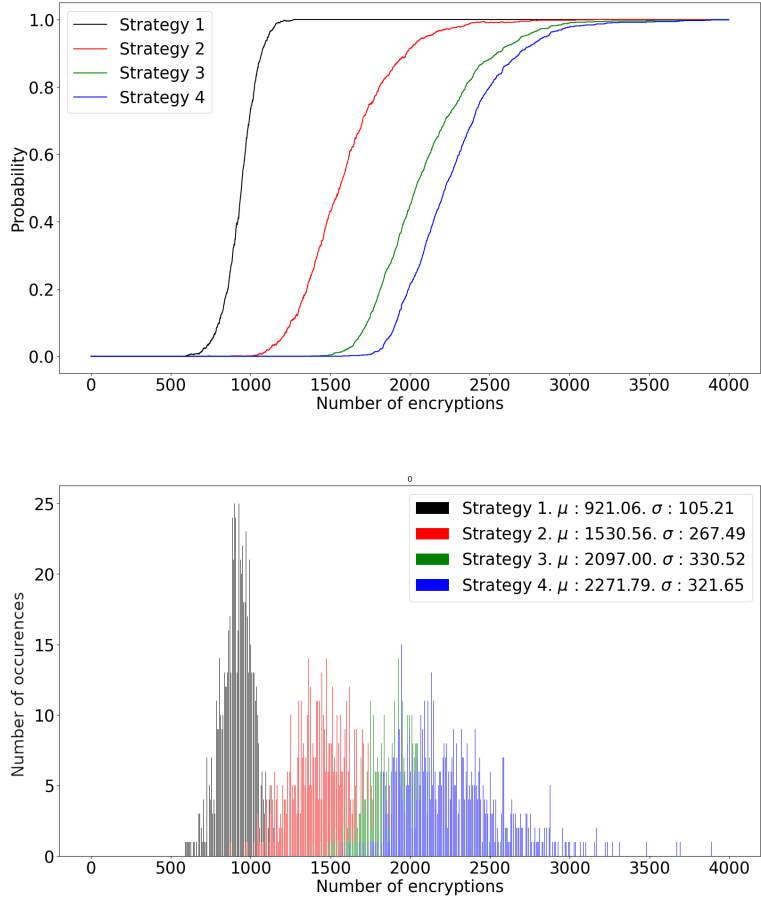 1.0
0.8
0.6
0.4
0.2
0.0
Probability
Strategy 1
Strategy 2
Strategy 3
Strategy 4
0 500 1000 1500 2000 2500 3000 3500 4000
Number of encryptions
0
25
20
15
10
5
0
Number of occurences
Strategy 1. μ : 921.06. σ : 105.21
Strategy 2. μ : 1530.56. σ : 267.49
Strategy 3. μ : 2097.00. σ : 330.52
Strategy 4. μ : 2271.79. σ : 321.65
0 500 1000 1500 2000 2500 3000 3500 4000
Number of encryptions